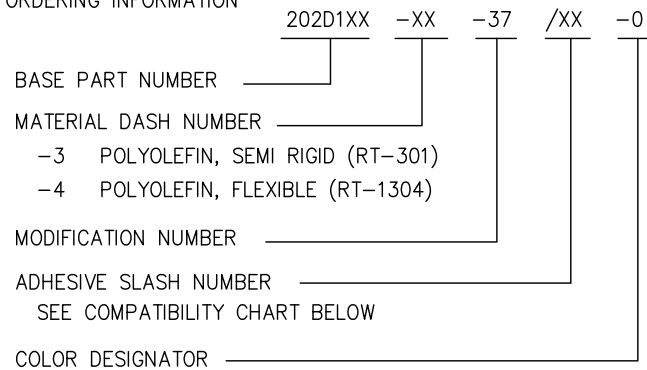 ORDERING INFORMATION
202D1XX -XX -37 /XX -0
BASE PART NUMBER
MATERIAL DASH NUMBER
-3 POLYOLEFIN, SEMI RIGID (RT-301)
-4 POLYOLEFIN, FLEXIBLE (RT-1304)
MODIFICATION NUMBER
ADHESIVE SLASH NUMBER
SEE COMPATIBILITY CHART BELOW
COLOR DESIGNATOR